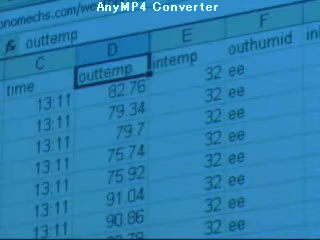 AnyMP4 Converter
onomechs.com/we
fx outtemp
C D E F
time outtemp intemp outhumid in
13:11 82.76 32 ee
13:11 79.34 32 ee
13:11 79.7 32 ee
13:11 75.74 32 ee
13:11 75.92 32 ee
13:11 91.04 32 ee
13:11 90.86 32 ee